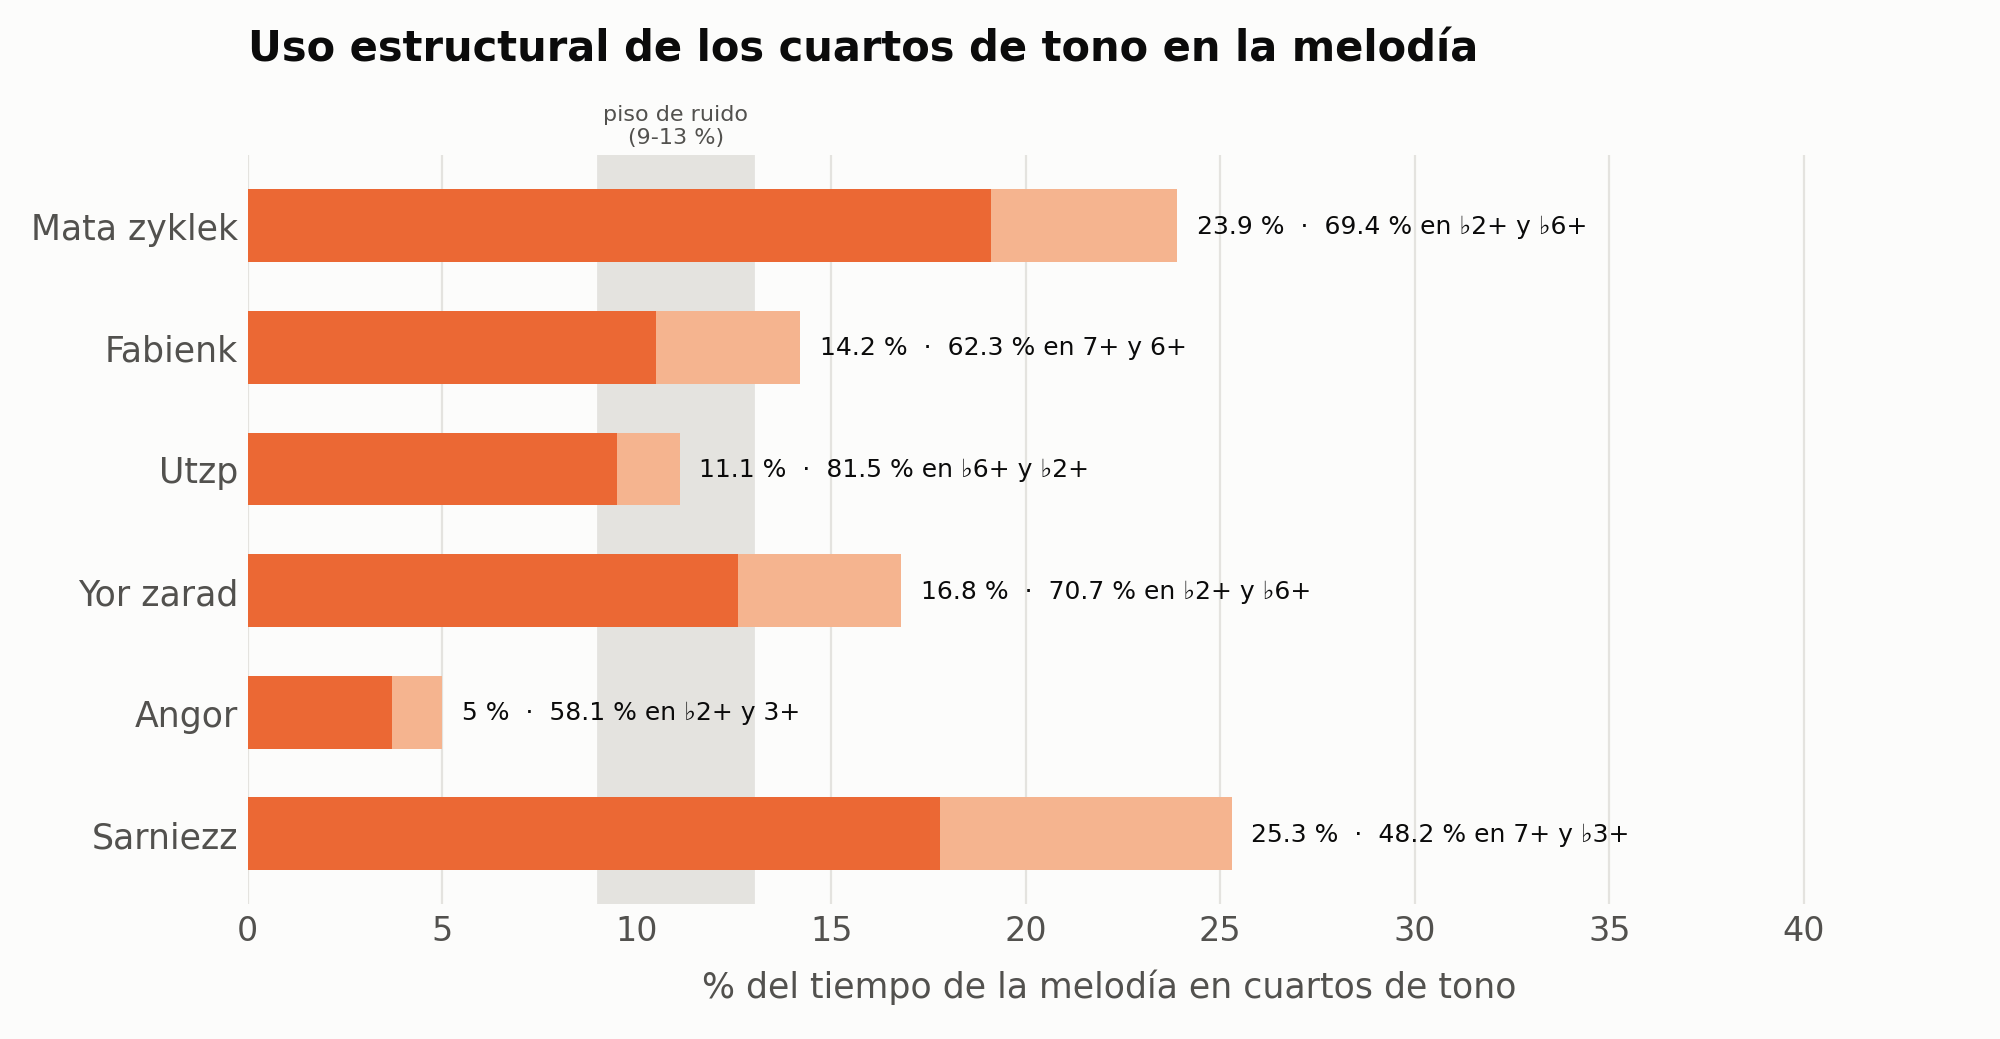 Uso estructural de los cuartos de tono en la melodía
piso de ruido
(9-13 %)
Mata zyklek
23.9 % · 69.4 % en ♭2+ y ♭6+
Fabienk
14.2 % · 62.3 % en 7+ y 6+
Utzp
11.1 % · 81.5 % en ♭6+ y ♭2+
Yor zarad
16.8 % · 70.7 % en ♭2+ y ♭6+
Angor
5 % · 58.1 % en ♭2+ y 3+
Sarniezz
25.3 % · 48.2 % en 7+ y ♭3+
0 5 10 15 20 25 30 35 40
% del tiempo de la melodía en cuartos de tono